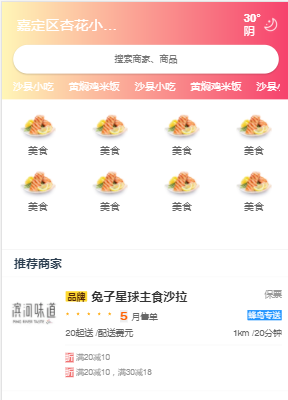 嘉定区杏花小... 30°
阴
搜索商家、商品
沙县小吃 黄焖鸡米饭 沙县小吃 黄焖鸡米饭 沙县小
美食 美食 美食 美食
美食 美食 美食 美食
推荐商家
滨河味道
品牌 兔子星球主食沙拉 保票
5 月售单 蜂鸟专送
20起送 /配送费元 1km /20分钟
折 满20减10
折 满20减10，满30减18